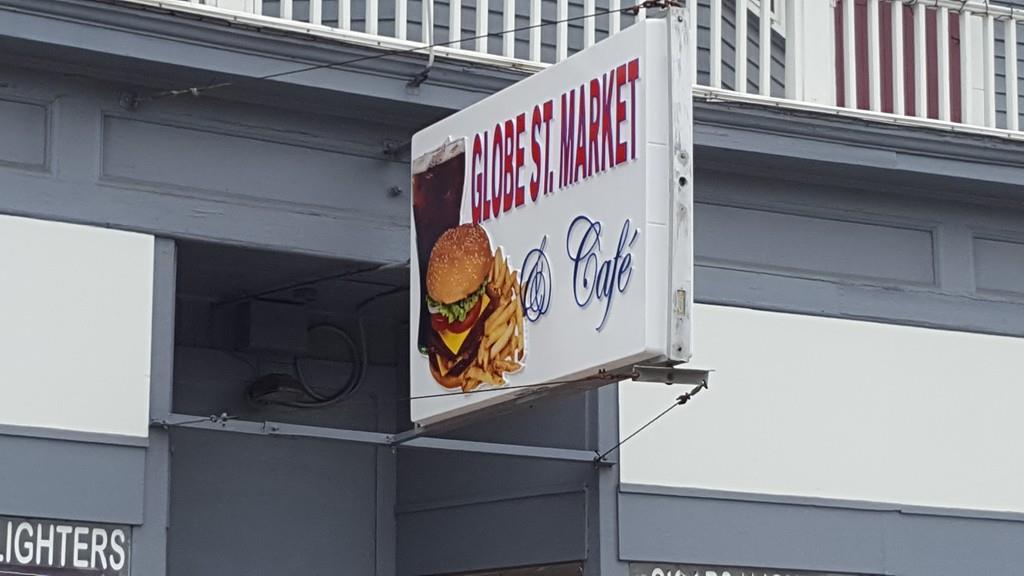 GLOBE ST. MARKET
& Café
LIGHTERS